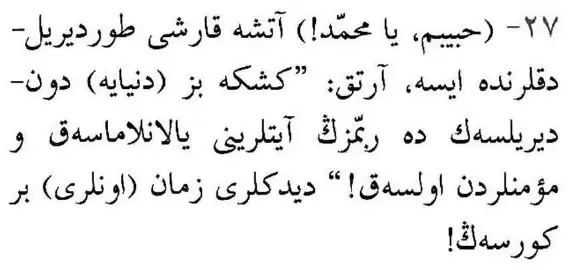 ٢٧- (حبيبم، يا محمّد!) آتشه قارشى طورديريل-
دقلرنده ايسه، آرتق: ”كشكه بز (دنيايه) دون-
ديريلسه‌ك ده ربّمزڭ آيتلرينى يالانلاماسه‌ق و
مؤمنلردن اولسه‌ق!“ ديدكلرى زمان (اونلرى) بر
كورسه‌ڭ!